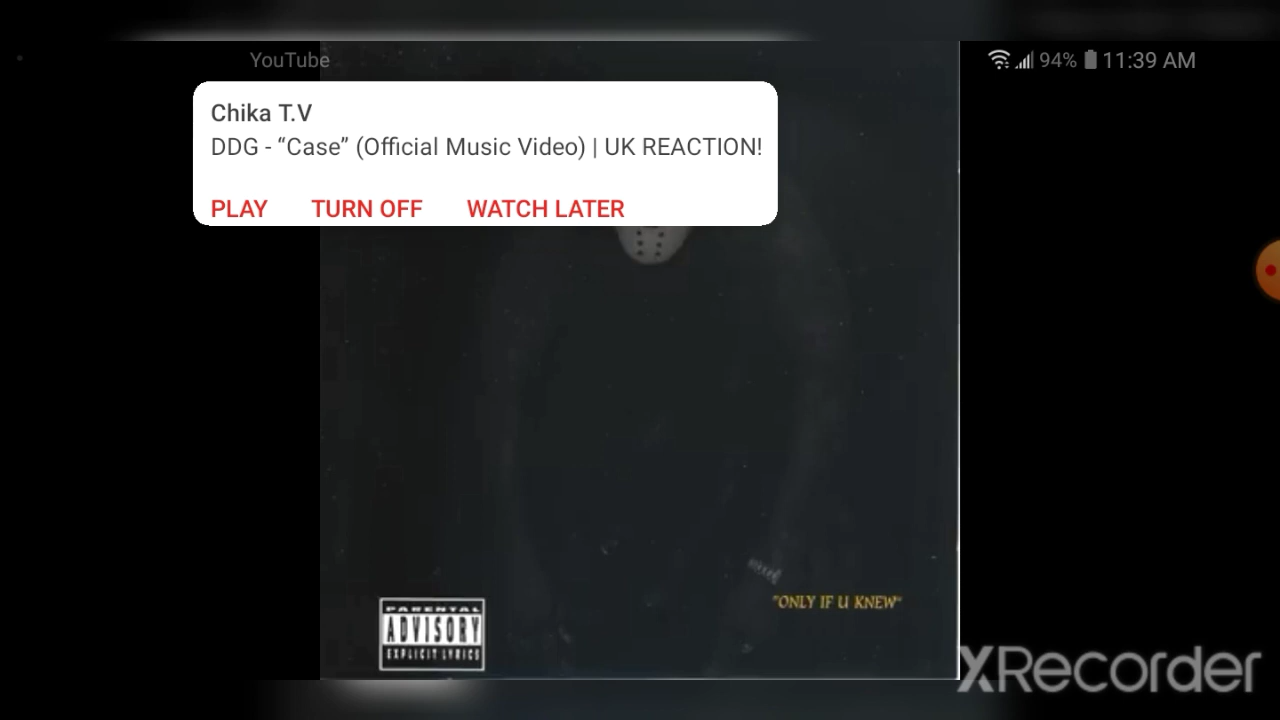 YouTube
94% 11:39 AM
Chika T.V
DDG - “Case” (Official Music Video) | UK REACTION!
PLAY TURN OFF WATCH LATER
"ONLY IF U KNEW"
PARENTAL
ADVISORY
EXPLICIT LYRICS
XRecorder